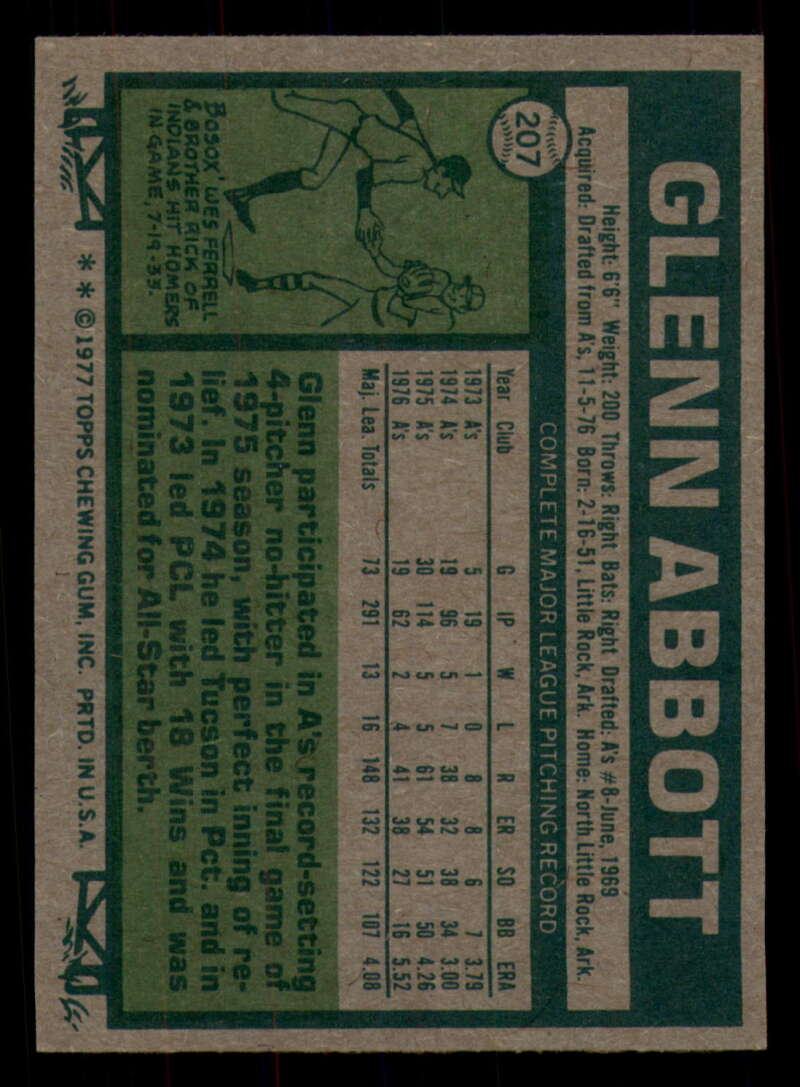 GLENN ABBOTT
207
Height: 6'6" Weight: 200 Throws: Right Bats: Right Drafted: A's #8-June, 1969
Acquired: Drafted from A's, 11-5-76 Born: 2-16-51, Little Rock, Ark. Home: North Little Rock, Ark.
COMPLETE MAJOR LEAGUE PITCHING RECORD
Year Club G IP W L R ER SO BB ERA
1973 A's 5 19 1 0 8 8 6 7 3.79
1974 A's 19 96 5 7 38 32 38 34 3.00
1975 A's 30 114 5 5 61 54 51 50 4.26
1976 A's 19 62 2 4 41 38 27 16 5.52
Maj. Lea. Totals 73 291 13 16 148 132 122 107 4.08
BOSOX' WES FERRELL
& BROTHER RICK OF
INDIANS HIT HOMERS
IN GAME, 7-19-33.
Glenn participated in A's record-setting
4-pitcher no-hitter in the final game of
1975 season, with perfect inning of re-
lief. In 1974 he led Tucson in Pct. and in
1973 led PCL with 18 Wins and was
nominated for All-Star berth.
* * © 1977 TOPPS CHEWING GUM, INC. PRTD. IN U.S.A.